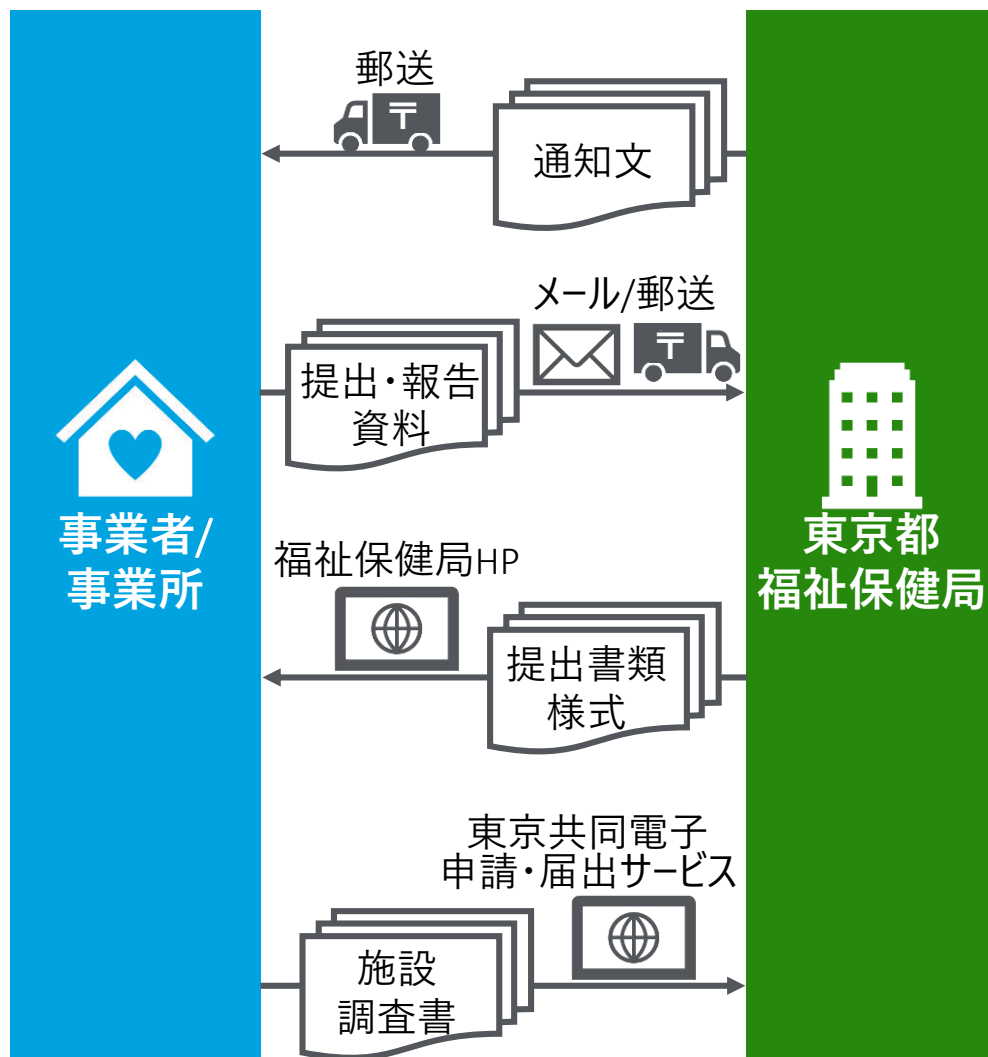 郵送
〒
通知文
メール/郵送
〒
提出・報告
資料
事業者/
事業所
東京都
福祉保健局
福祉保健局HP
提出書類
様式
東京共同電子
申請・届出サービス
施設
調査書